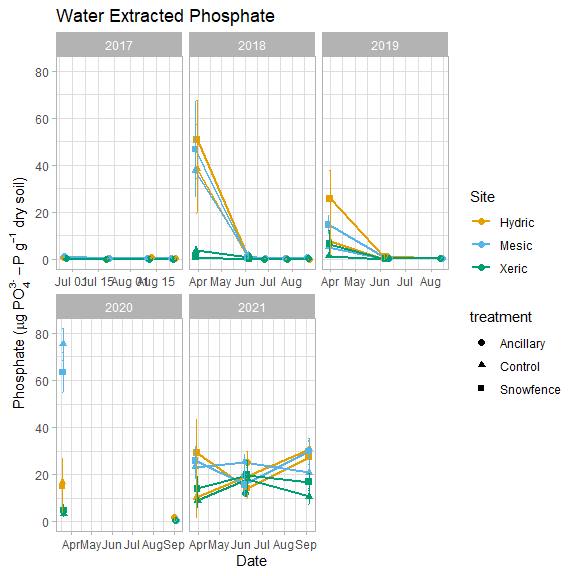 Water Extracted Phosphate
2017 2018 2019
80
60
40
20
0
Jul 01 Jul 15 Aug 01 Aug 15
Apr May Jun Jul Aug Sep
Apr May Jun Jul Aug
2020 2021
80
60
40
20
0
Apr May Jun Jul Aug Sep
Apr May Jun Jul Aug Sep
Date
Phosphate (μg PO₄³⁻ −P g⁻¹ dry soil)
Site
Hydric
Mesic
Xeric
treatment
Ancillary
Control
Snowfence